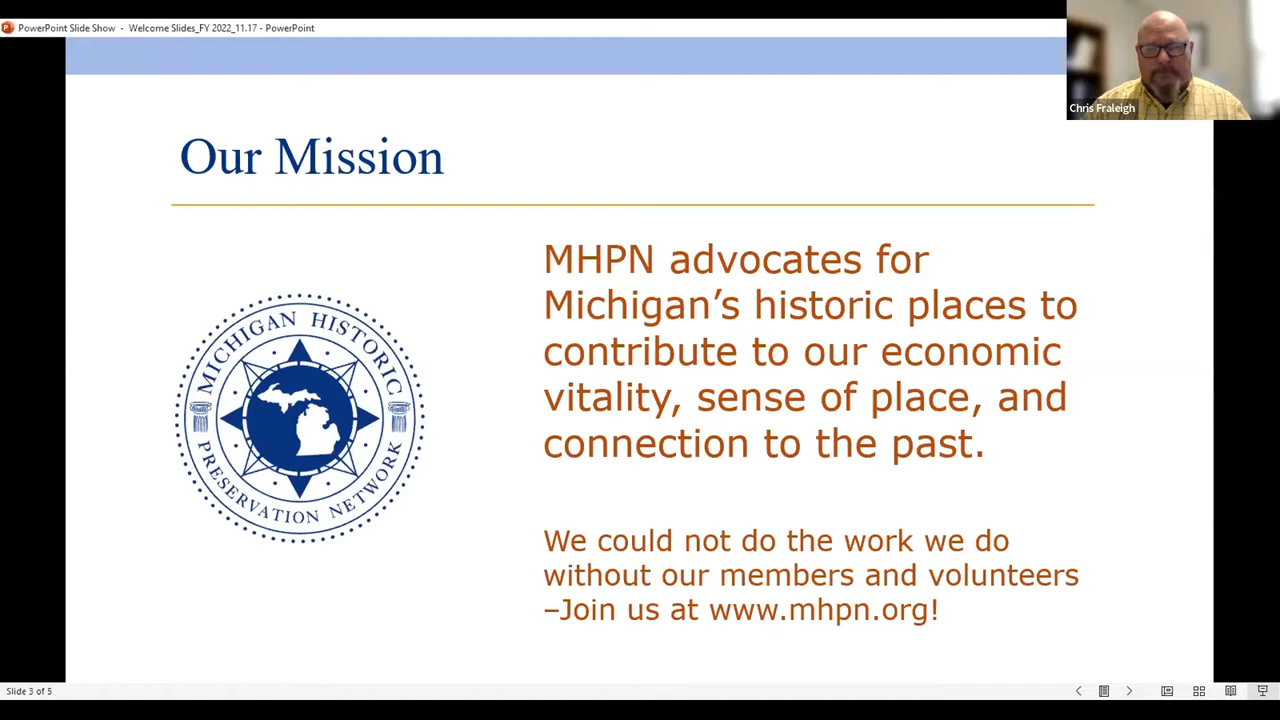 PowerPoint Slide Show - Welcome Slides_FY 2022_11.17 - PowerPoint
Chris Fraleigh
Our Mission
MHPN advocates for
Michigan’s historic places to
contribute to our economic
vitality, sense of place, and
connection to the past.
MICHIGAN HISTORIC
PRESERVATION NETWORK
We could not do the work we do
without our members and volunteers
–Join us at www.mhpn.org!
Slide 3 of 5